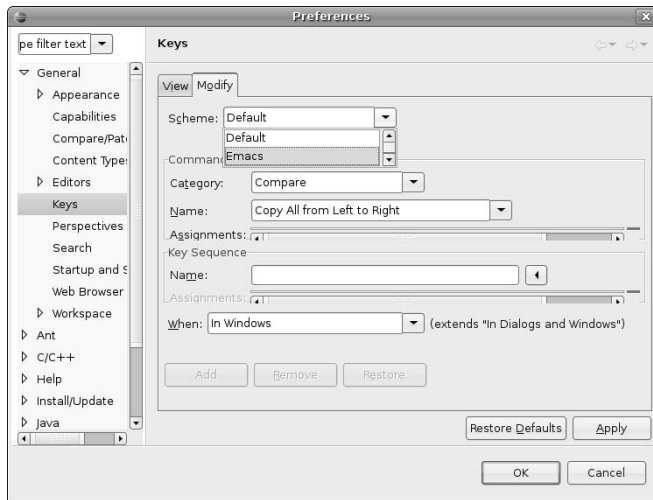 Preferences
pe filter text
Keys
General
Appearance
Capabilities
Compare/Pat
Content Type
Editors
Keys
Perspectives
Search
Startup and S
Web Browser
Workspace
Ant
C/C++
Help
Install/Update
Java
View
Modify
Scheme: Default
Default
Emacs
Comman
Category: Compare
Name: Copy All from Left to Right
Assignments:
Key Sequence
Name:
Assignments:
When: In Windows (extends "In Dialogs and Windows")
Add Remove Restore
Restore Defaults Apply
OK Cancel